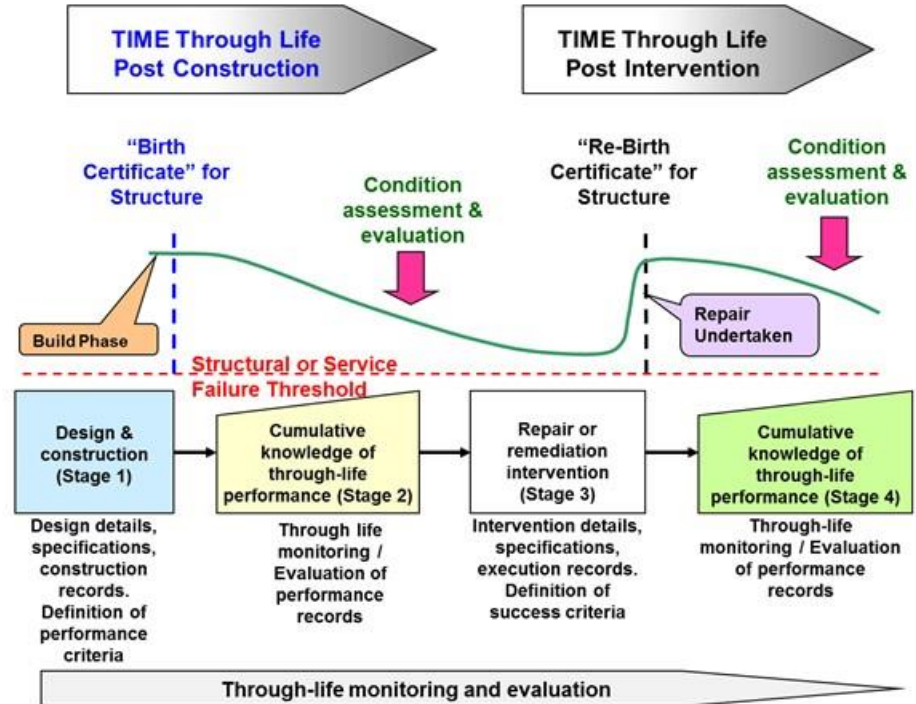 TIME Through Life
Post Construction
TIME Through Life
Post Intervention
“Birth
Certificate” for
Structure
Condition
assessment &
evaluation
“Re-Birth
Certificate” for
Structure
Condition
assessment &
evaluation
Build Phase
Repair
Undertaken
Structural or Service
Failure Threshold
Design &
construction
(Stage 1)
Cumulative
knowledge of
through-life
performance (Stage 2)
Repair or
remediation
intervention
(Stage 3)
Cumulative
knowledge of
through-life
performance (Stage 4)
Design details,
specifications,
construction
records.
Definition of
performance
criteria
Through life
monitoring /
Evaluation of
performance
records
Intervention details,
specifications,
execution records.
Definition of
success criteria
Through-life
monitoring / Evaluation
of performance
records
Through-life monitoring and evaluation